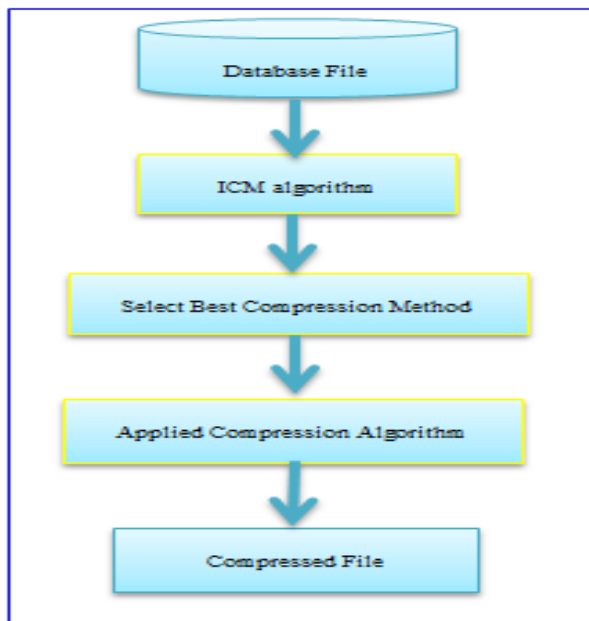 Database File
ICM algorithm
Select Best Compression Method
Applied Compression Algorithm
Compressed File